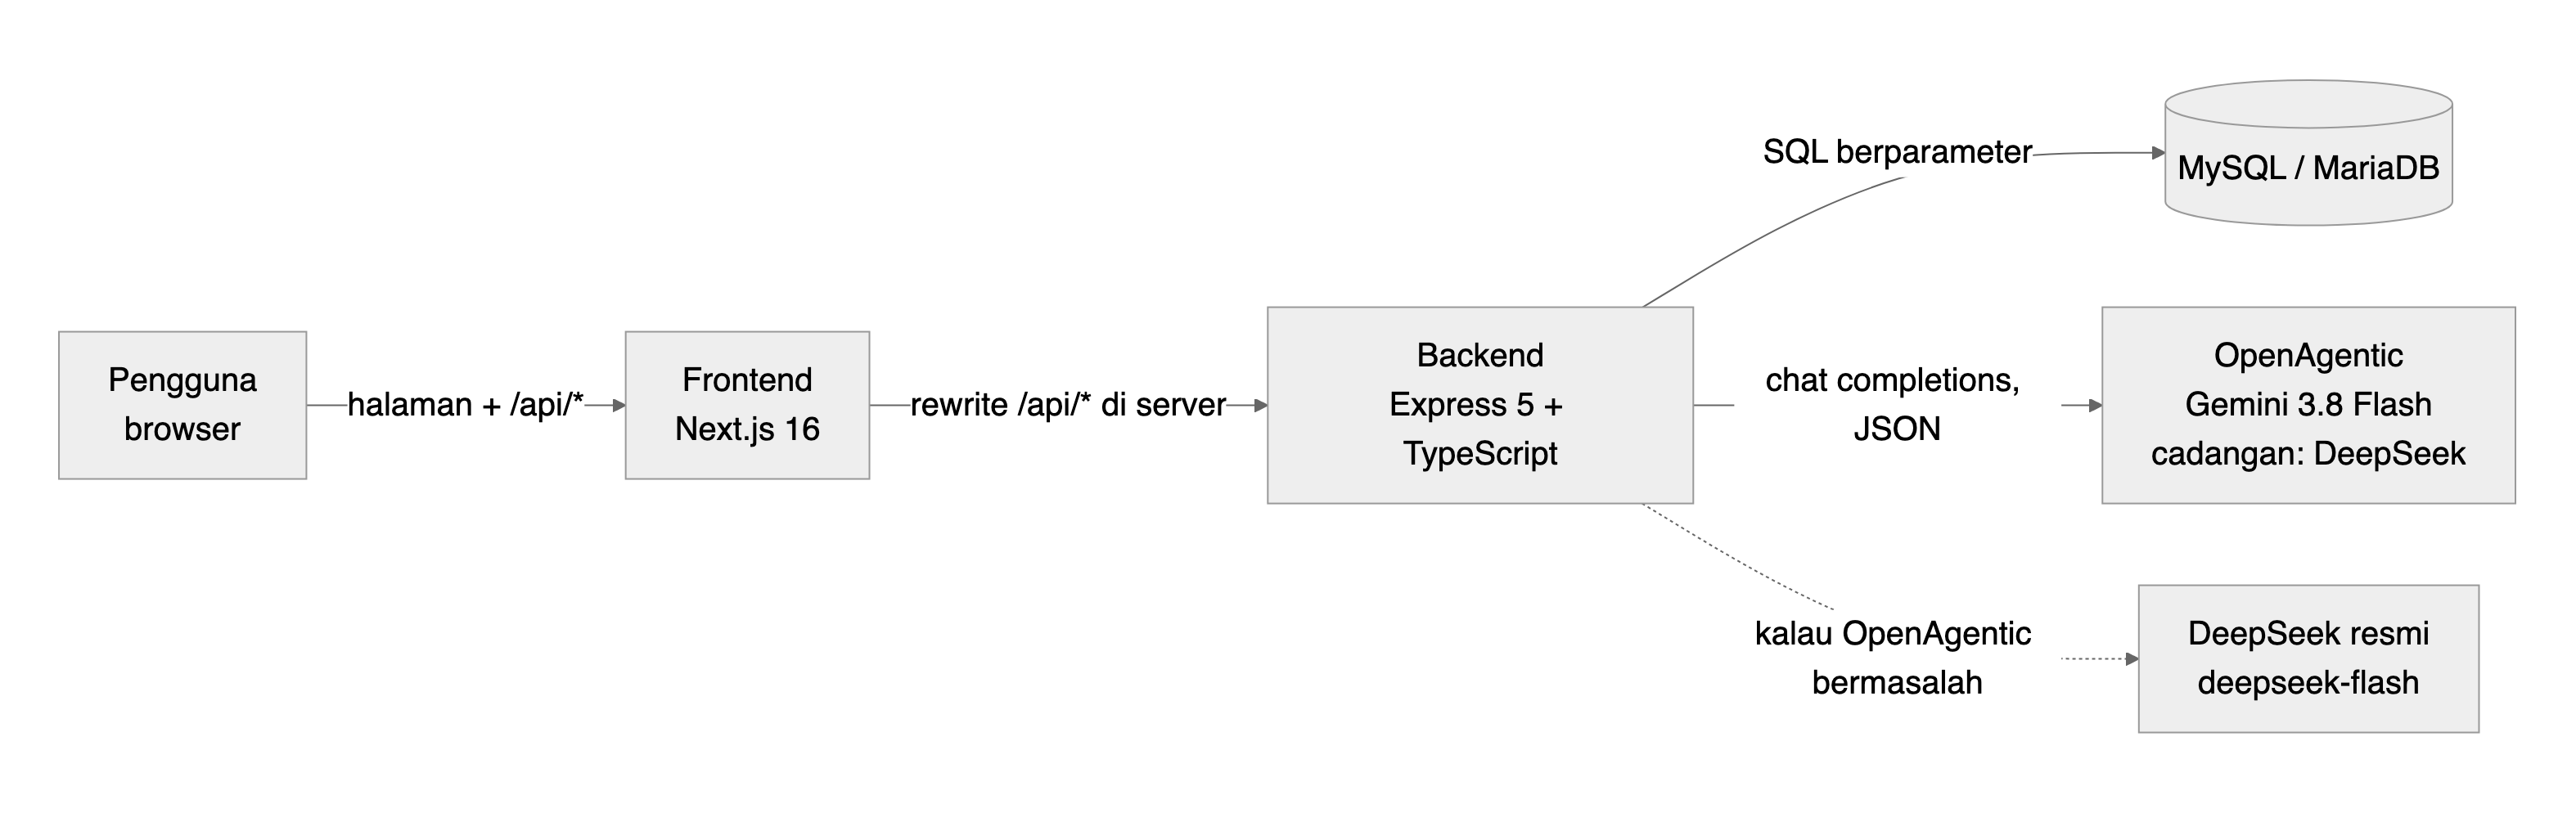 Pengguna
browser
halaman + /api/*
Frontend
Next.js 16
rewrite /api/* di server
Backend
Express 5 +
TypeScript
SQL berparameter
MySQL / MariaDB
chat completions,
JSON
OpenAgentic
Gemini 3.8 Flash
cadangan: DeepSeek
kalau OpenAgentic
bermasalah
DeepSeek resmi
deepseek-flash